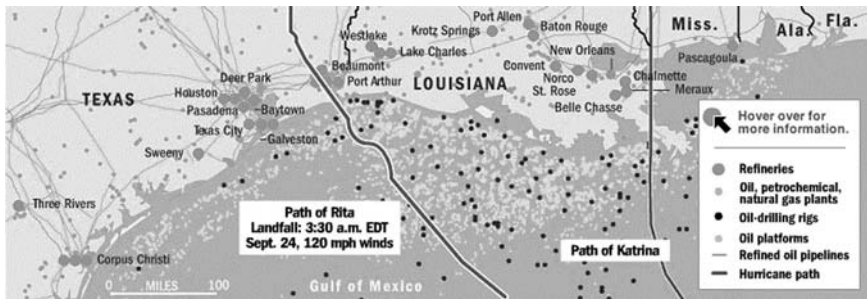 Port Allen
Miss.
Ala.
Fla.
Krotz Springs
Baton Rouge
Westlake
Lake Charles
New Orleans
Pascagoula
Beaumont
Convent
Deer Park
Port Arthur
LOUISIANA
Norco
Chalmette
TEXAS
Houston
St. Rose
Meraux
Pasadena
Baytown
Belle Chasse
Texas City
Galveston
Sweeny
Hover over for
more information.
Refineries
Oil, petrochemical,
natural gas plants
Oil-drilling rigs
Oil platforms
Refined oil pipelines
Hurricane path
Three Rivers
Path of Rita
Landfall: 3:30 a.m. EDT
Sept. 24, 120 mph winds
Path of Katrina
Corpus Christi
0 MILES 100
Gulf of Mexico